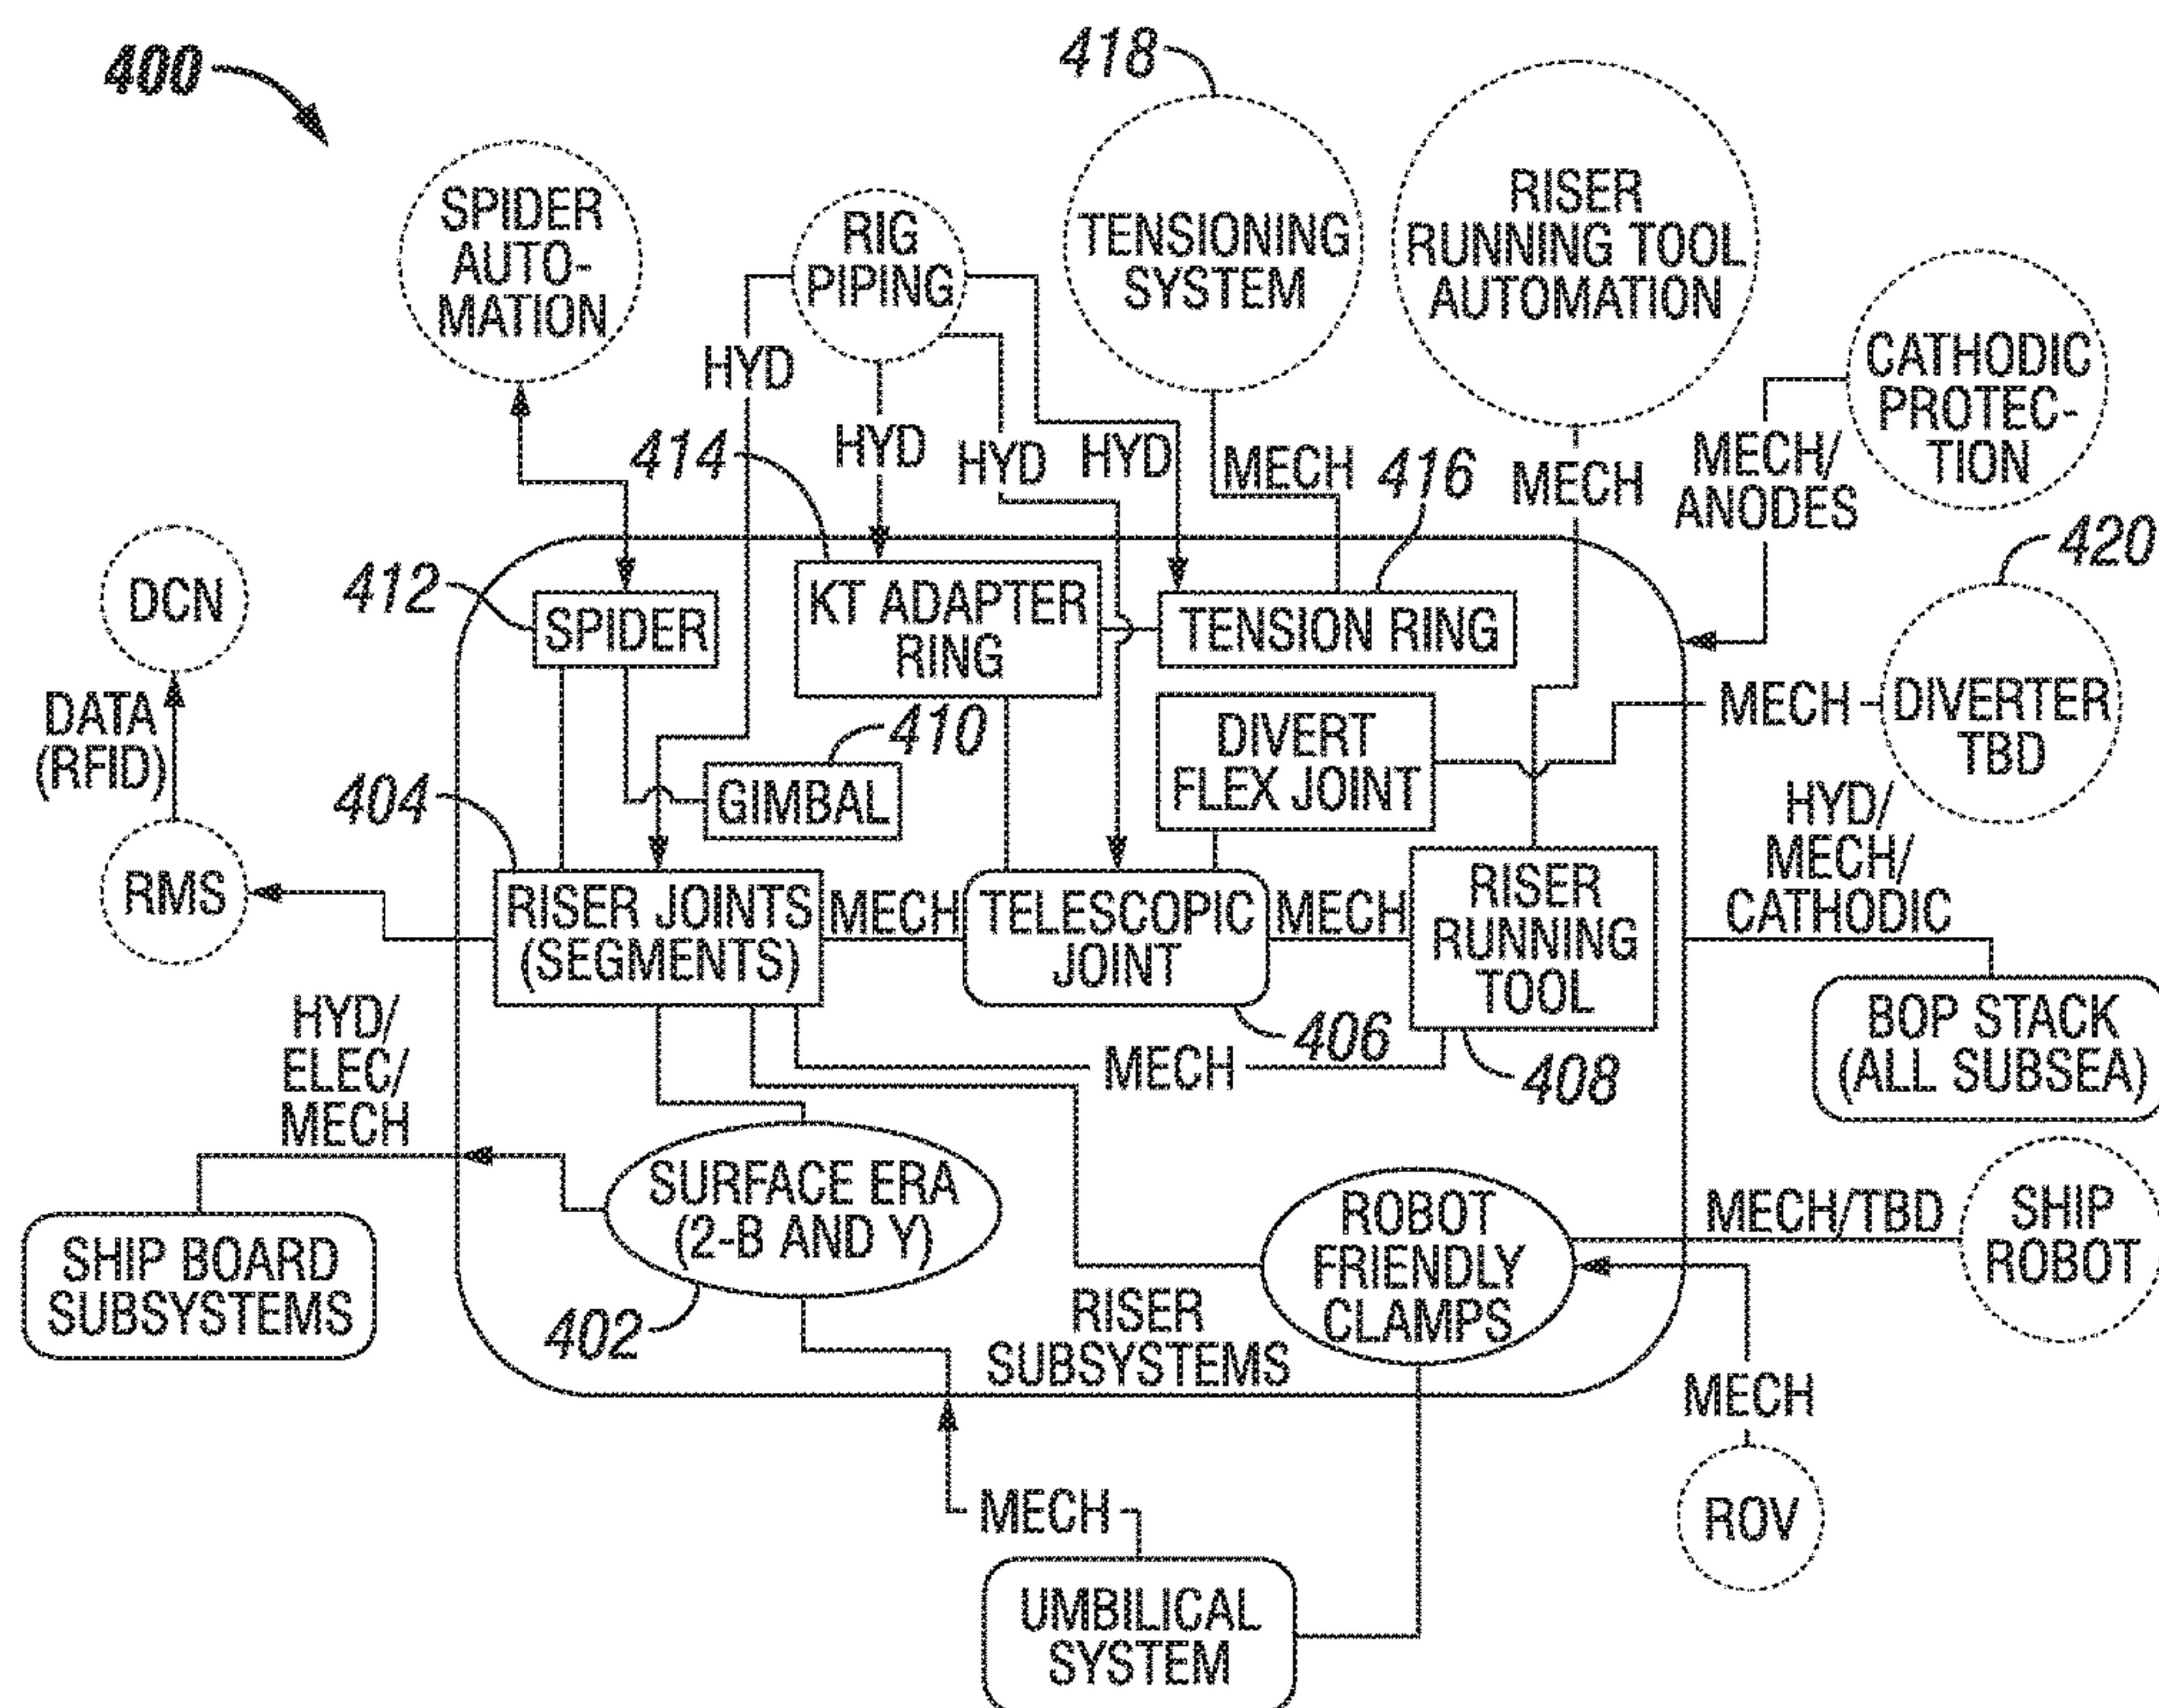 400
418
SPIDER
AUTO-
MATION
RIG
PIPING
TENSIONING
SYSTEM
RISER
RUNNING TOOL
AUTOMATION
CATHODIC
PROTEC-
TION
HYD
414
HYD
HYD
HYD
MECH
416
MECH
MECH/
ANODES
420
DCN
412
SPIDER
KT ADAPTER
RING
TENSION RING
DATA
(RFID)
410
DIVERT
FLEX JOINT
MECH
DIVERTER
TBD
404
GIMBAL
HYD/
MECH/
CATHODIC
RMS
RISER JOINTS
(SEGMENTS)
MECH
TELESCOPIC
JOINT
MECH
RISER
RUNNING
TOOL
HYD/
ELEC/
MECH
406
MECH
408
BOP STACK
(ALL SUBSEA)
SURFACE ERA
(2-B AND Y)
ROBOT
FRIENDLY
CLAMPS
MECH/TBD
SHIP
ROBOT
SHIP BOARD
SUBSYSTEMS
402
RISER
SUBSYSTEMS
MECH
MECH
ROV
UMBILICAL
SYSTEM